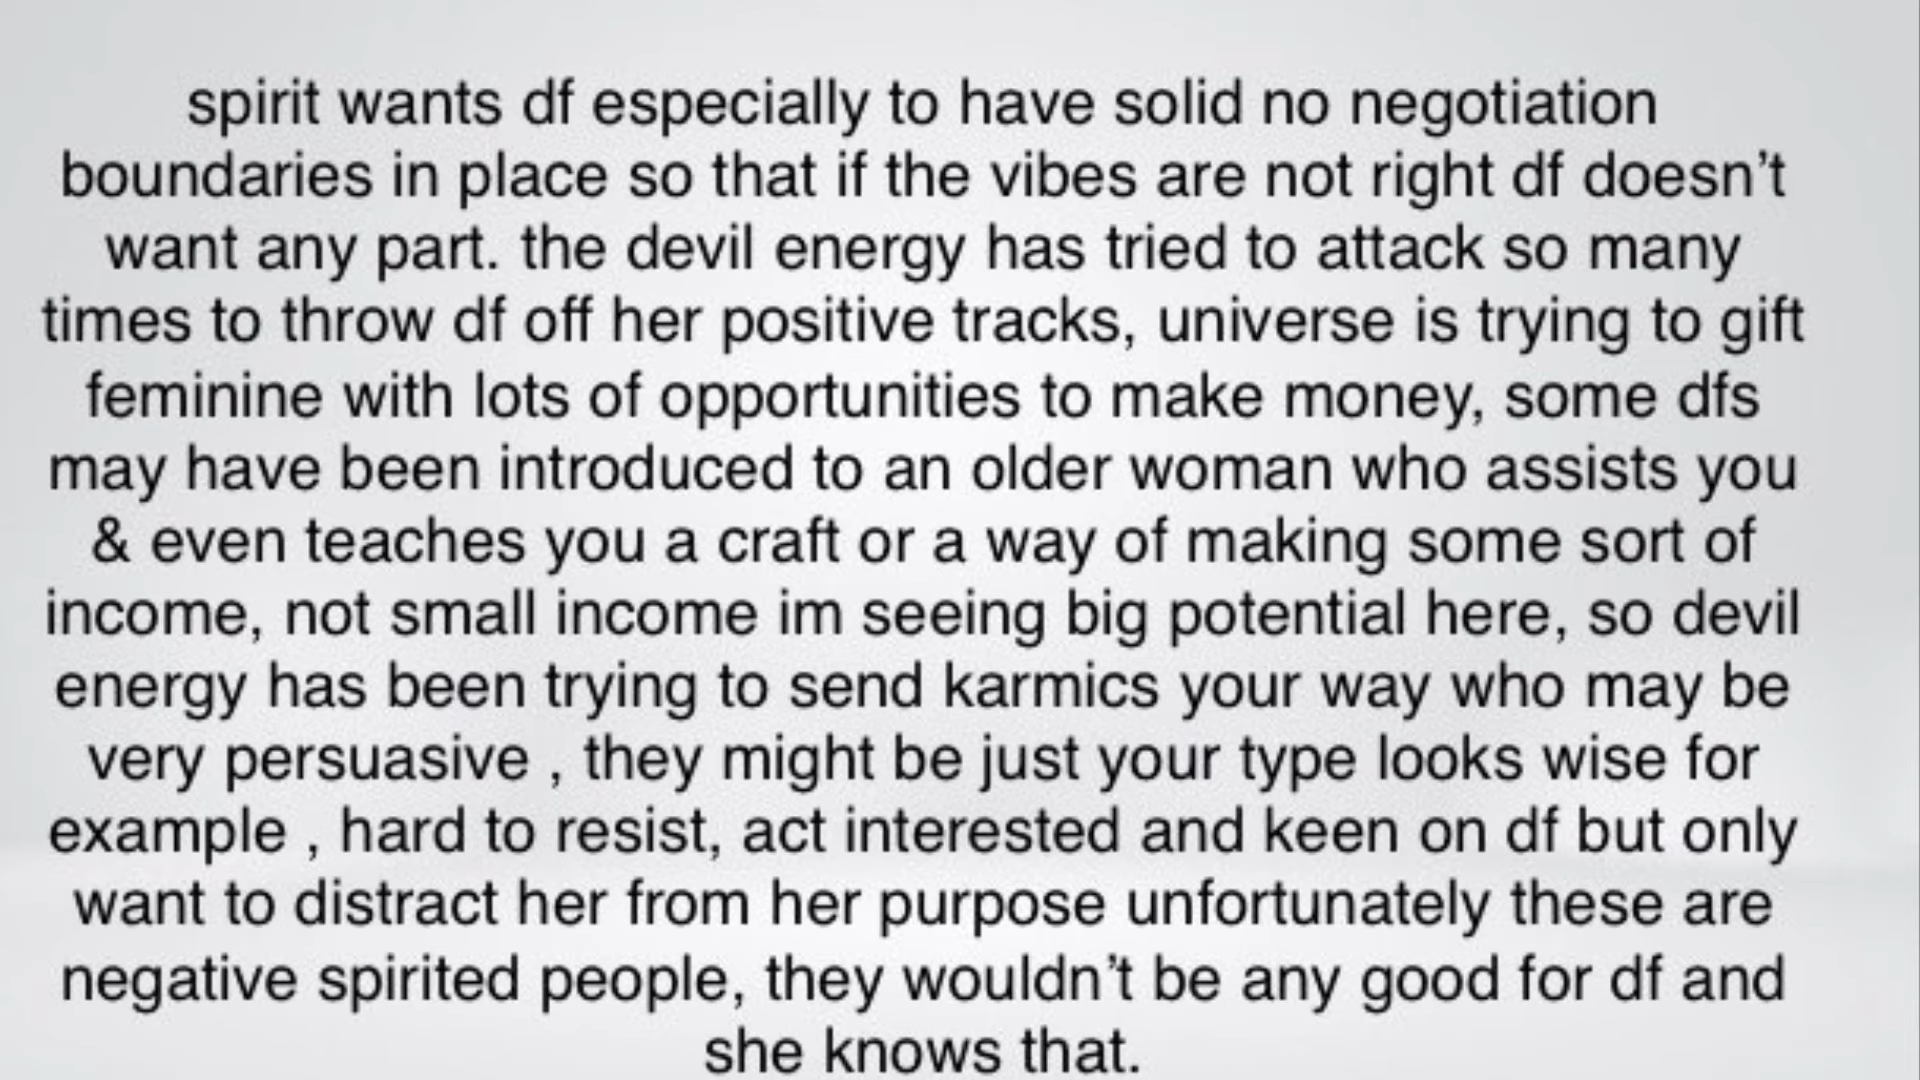 spirit wants df especially to have solid no negotiation
boundaries in place so that if the vibes are not right df doesn’t
want any part. the devil energy has tried to attack so many
times to throw df off her positive tracks, universe is trying to gift
feminine with lots of opportunities to make money, some dfs
may have been introduced to an older woman who assists you
& even teaches you a craft or a way of making some sort of
income, not small income im seeing big potential here, so devil
energy has been trying to send karmics your way who may be
very persuasive , they might be just your type looks wise for
example , hard to resist, act interested and keen on df but only
want to distract her from her purpose unfortunately these are
negative spirited people, they wouldn’t be any good for df and
she knows that.